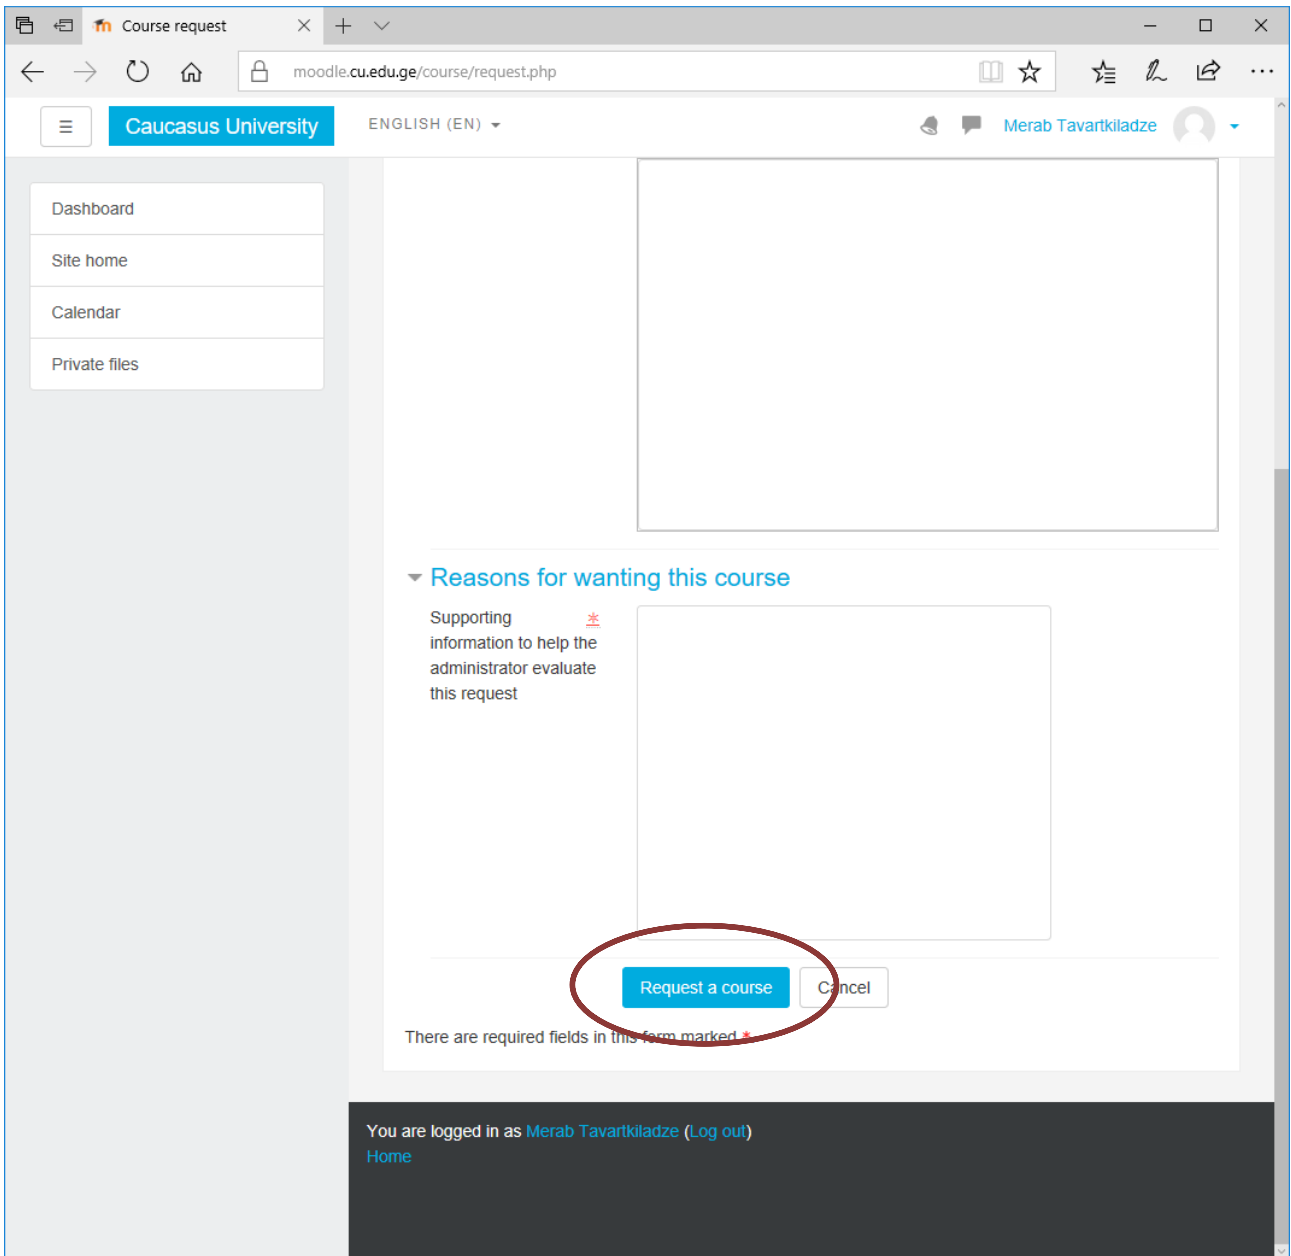 Course request
moodle.cu.edu.ge/course/request.php
Caucasus University
ENGLISH (EN)
Merab Tavartkiladze
Dashboard
Site home
Calendar
Private files
Reasons for wanting this course
Supporting *
information to help the
administrator evaluate
this request
Request a course
Cancel
There are required fields in this form marked *
You are logged in as Merab Tavartkiladze (Log out)
Home